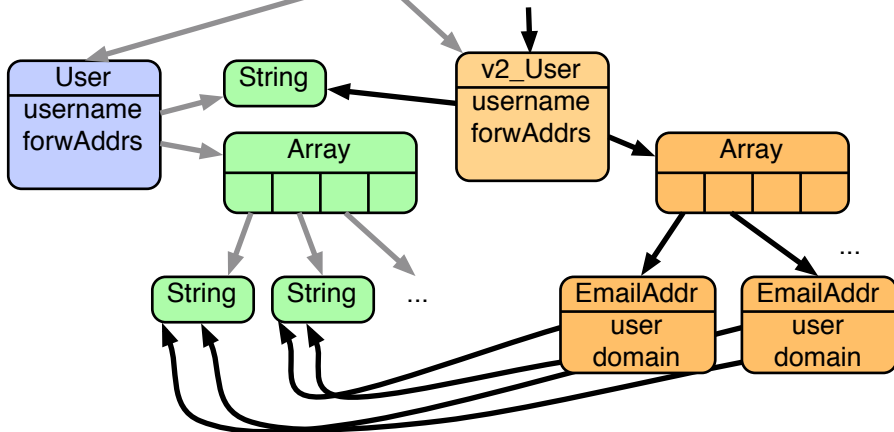 User
String
v2_User
username
forwAddrs
username
forwAddrs
Array
Array
...
String
String
...
EmailAddr
EmailAddr
user
domain
user
domain